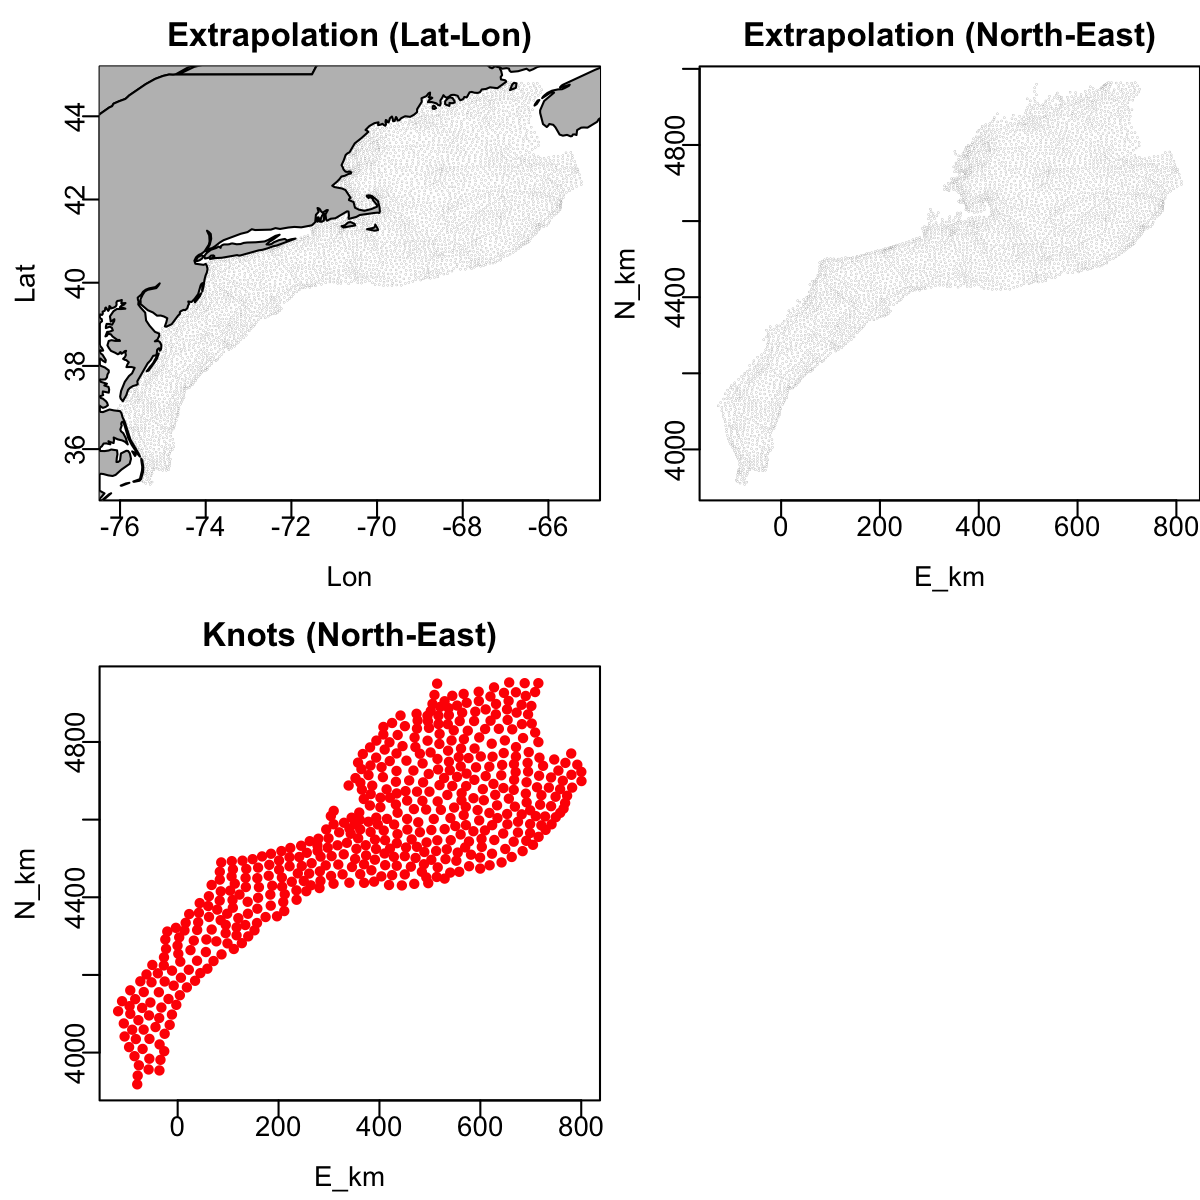 Extrapolation (Lat-Lon)
Lat
44
42
40
38
36
-76 -74 -72 -70 -68 -66
Lon
Extrapolation (North-East)
N_km
4800
4400
4000
0 200 400 600 800
E_km
Knots (North-East)
N_km
4800
4400
4000
0 200 400 600 800
E_km